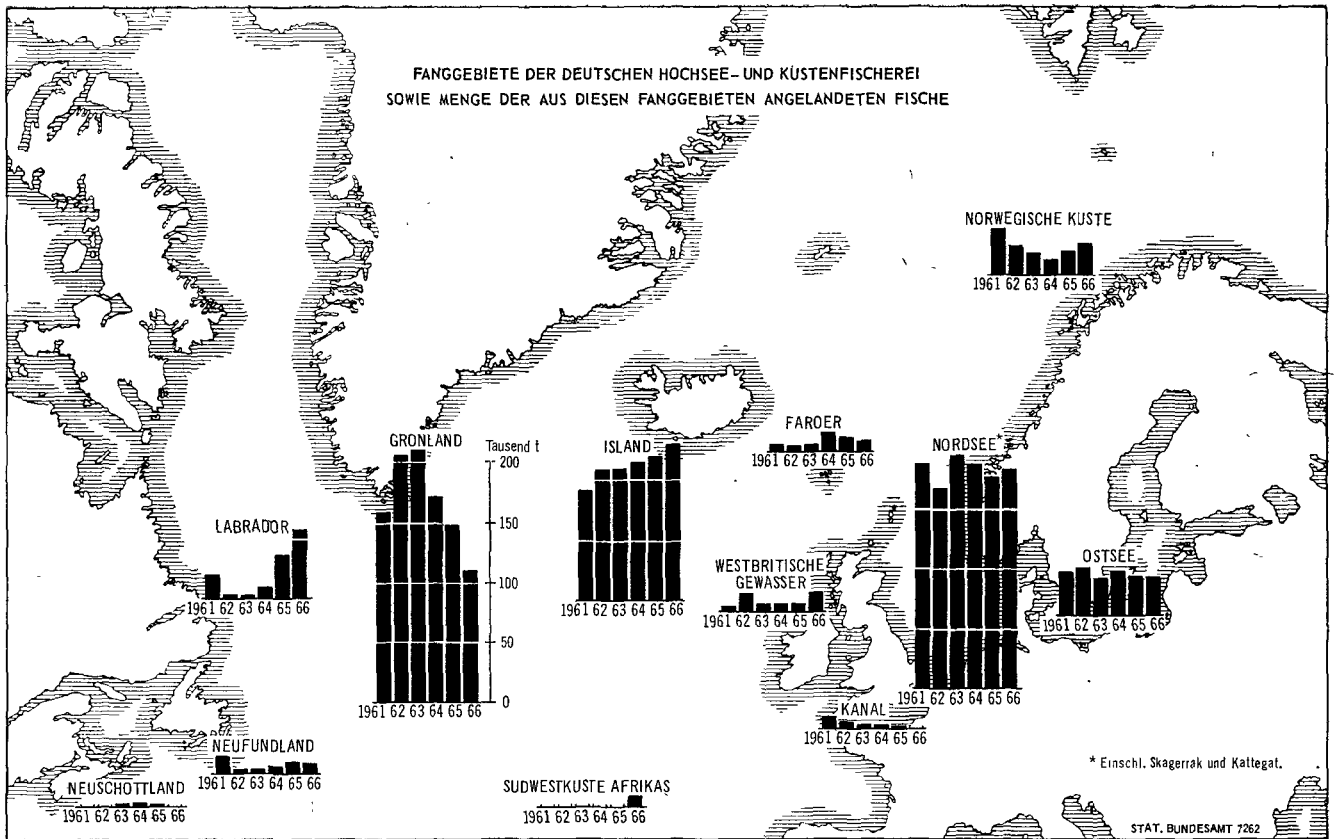 FANGGEBIETE DER DEUTSCHEN HOCHSEE- UND KUSTENFISCHEREI
SOWIE MENGE DER AUS DIESEN FANGGEBIETEN ANGELANDETEN FISCHE
NORWEGISCHE KUSTE
1961 62 63 64 65 66
FAROER
1961 62 63 64 65 66
GRONLAND
Tausend t
200
150
100
50
0
1961 62 63 64 65 66
ISLAND
1961 62 63 64 65 66
NORDSEE*
1961 62 63 64 65 66
LABRADOR
1961 62 63 64 65 66
WESTBRITISCHE
GEWASSER
1961 62 63 64 65 66
OSTSEE
1961 62 63 64 65 66
KANAL
1961 62 63 64 65 66
NEUFUNDLAND
1961 62 63 64 65 66
NEUSCHOTTLAND
1961 62 63 64 65 66
SUDWESTKUSTE AFRIKAS
1961 62 63 64 65 66
* Einschl. Skagerrak und Kattegat.
STAT. BUNDESAMT 7262